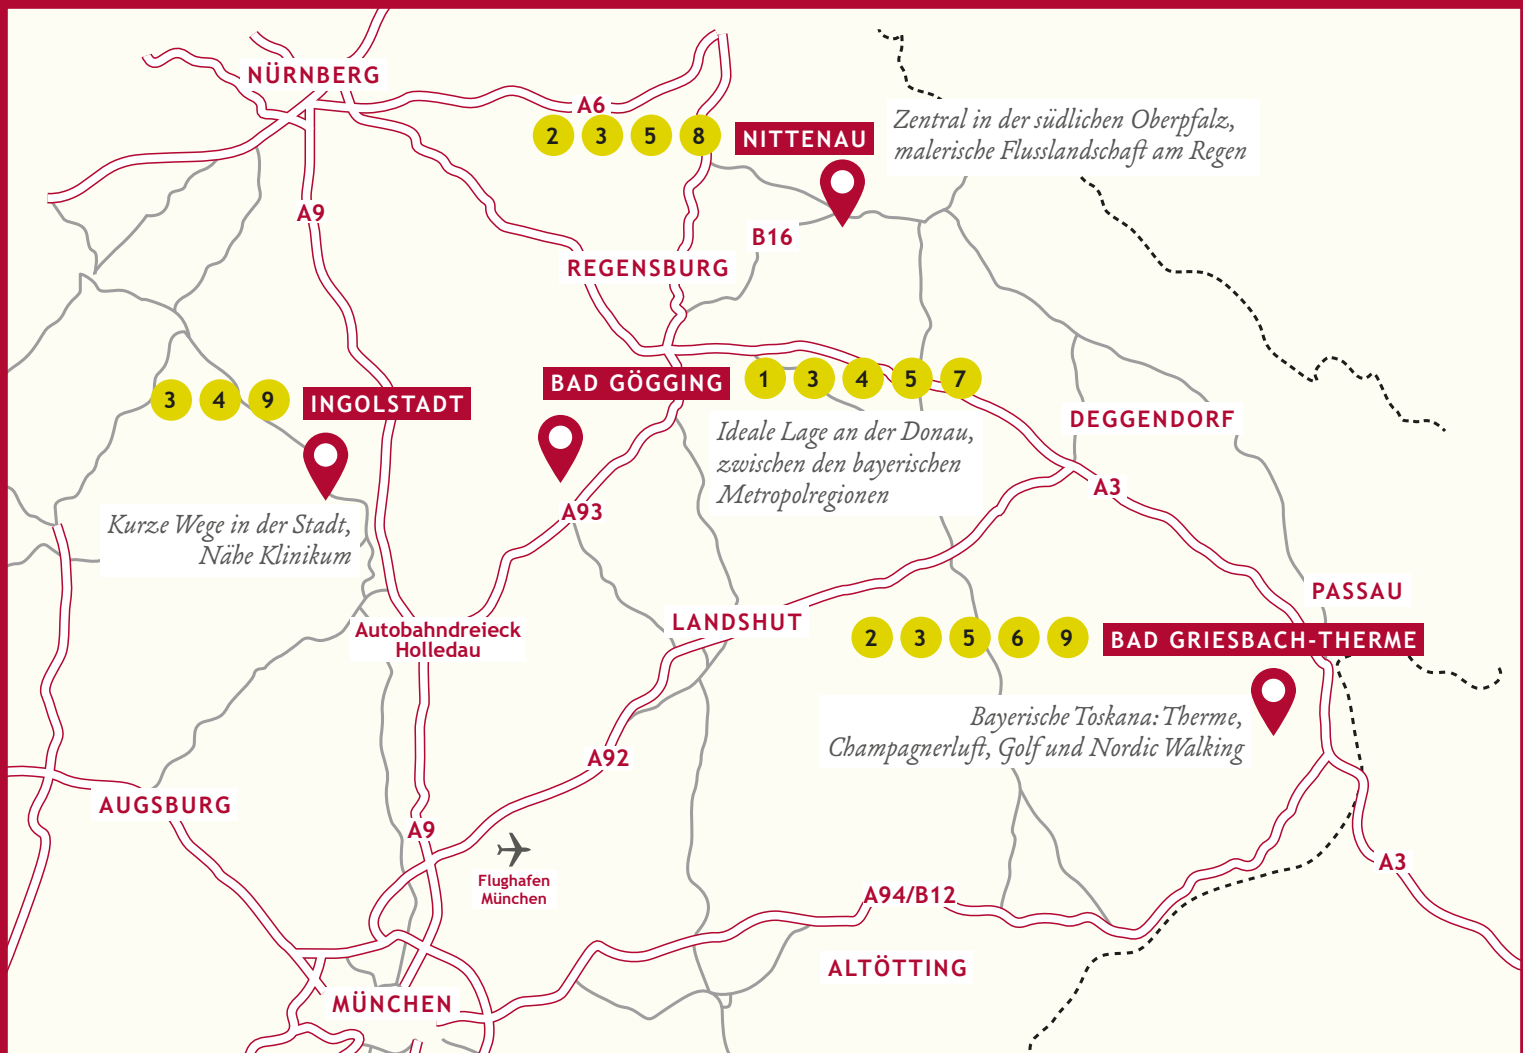 NÜRNBERG
A6
2 3 5 8
NITTENAU
Zentral in der südlichen Oberpfalz,
malerische Flusslandschaft am Regen
A9
B16
REGENSBURG
3 4 9
INGOLSTADT
BAD GÖGGING
1 3 4 5 7
Ideale Lage an der Donau,
zwischen den bayerischen
Metropolregionen
DEGGENDORF
A3
A93
Kurze Wege in der Stadt,
Nähe Klinikum
PASSAU
LANDSHUT
Autobahndreieck
Holledau
2 3 5 6 9
BAD GRIESBACH-THERME
Bayerische Toskana: Therme,
Champagnerluft, Golf und Nordic Walking
A92
AUGSBURG
A9
Flughafen
München
A3
A94/B12
ALTÖTTING
MÜNCHEN